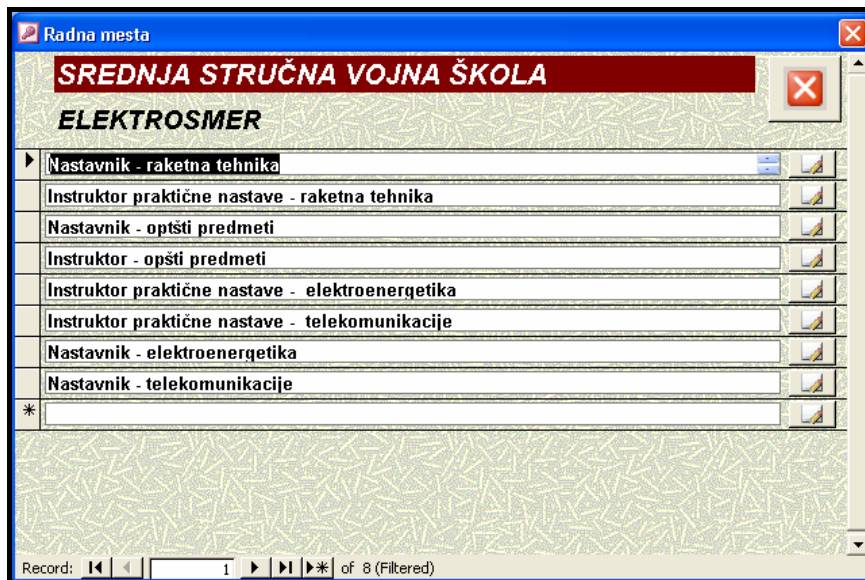 Radna mesta
SREDNJA STRUČNA VOJNA ŠKOLA
ELEKTROSMER
Nastavnik - raketna tehnika
Instruktor praktične nastave - raketna tehnika
Nastavnik - optšti predmeti
Instruktor - opšti predmeti
Instruktor praktične nastave - elektroenergetika
Instruktor praktične nastave - telekomunikacije
Nastavnik - elektroenergetika
Nastavnik - telekomunikacije
Record: 1 of 8 (Filtered)